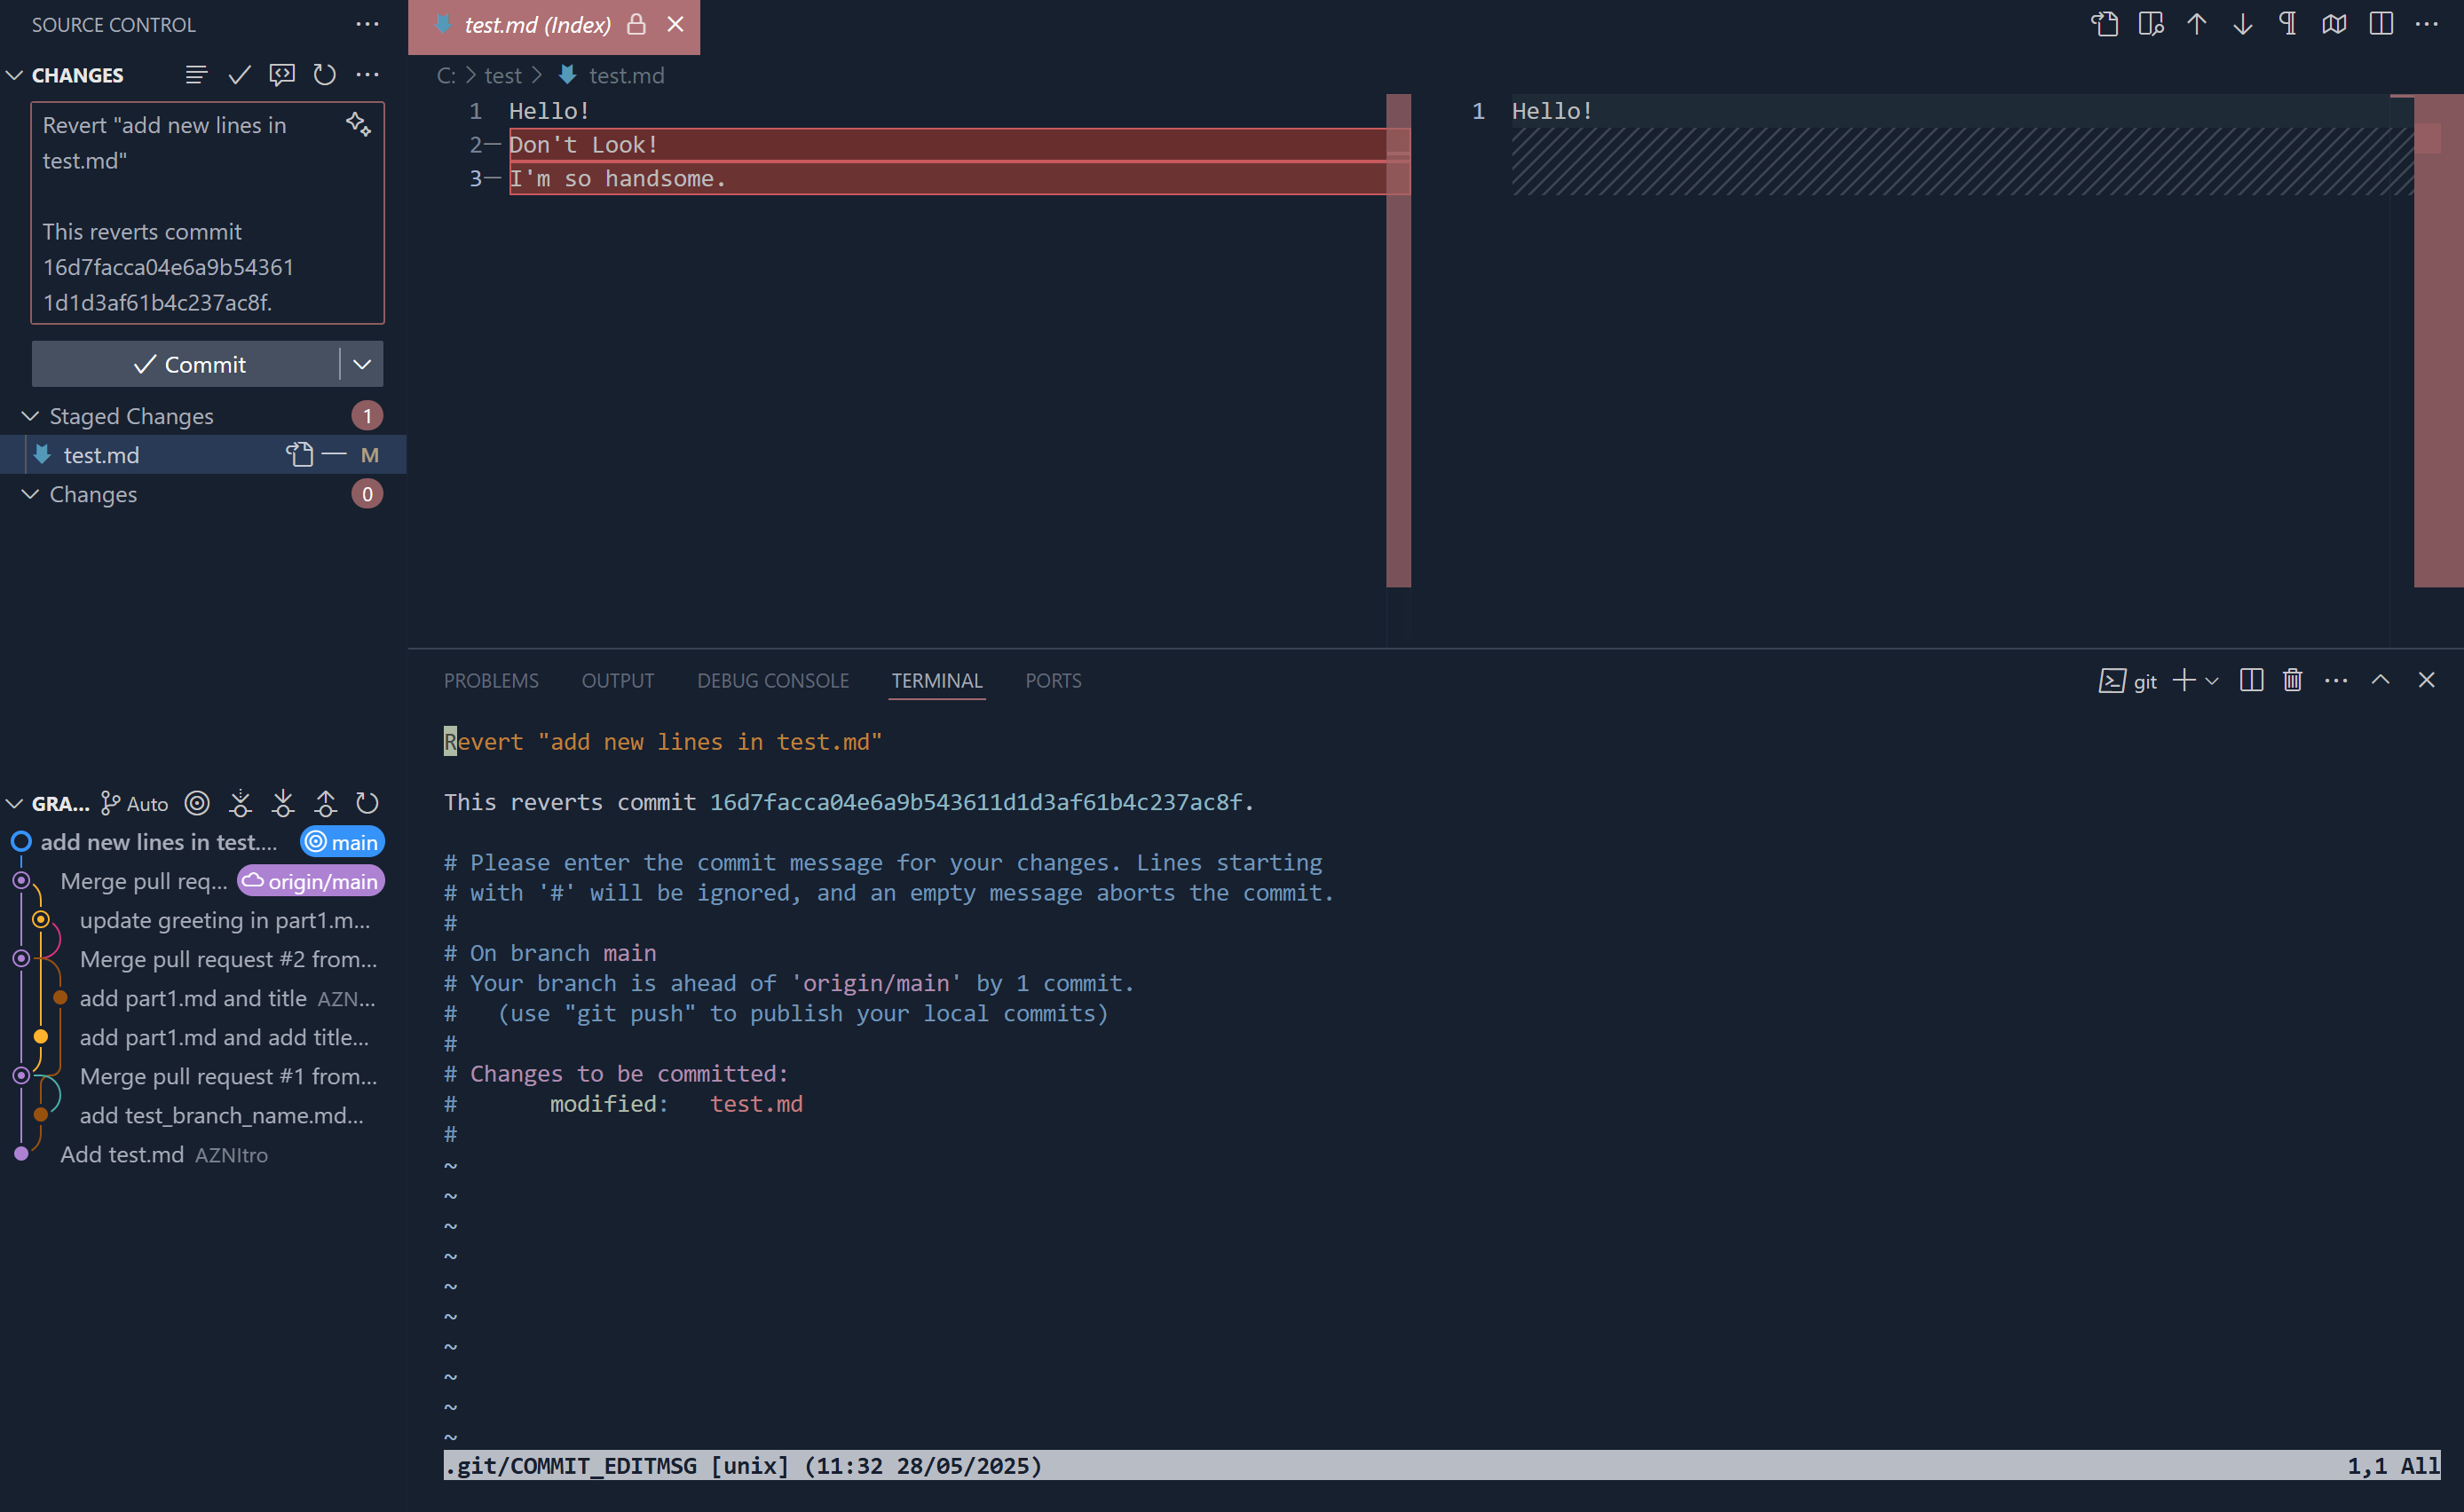 SOURCE CONTROL
CHANGES
Revert "add new lines in
test.md"
This reverts commit
16d7facca04e6a9b54361
1d1d3af61b4c237ac8f.
Commit
Staged Changes 1
test.md M
Changes 0
GRA... Auto
add new lines in test.... main
Merge pull req... origin/main
update greeting in part1.m...
Merge pull request #2 from...
add part1.md and title AZN...
add part1.md and add title...
Merge pull request #1 from...
add test_branch_name.md...
Add test.md AZNItro
test.md (Index)
C: > test > test.md
1 Hello!
2 Don't Look!
3 I'm so handsome.
1 Hello!
PROBLEMS OUTPUT DEBUG CONSOLE TERMINAL PORTS
git
Revert "add new lines in test.md"
This reverts commit 16d7facca04e6a9b543611d1d3af61b4c237ac8f.
# Please enter the commit message for your changes. Lines starting
# with '#' will be ignored, and an empty message aborts the commit.
#
# On branch main
# Your branch is ahead of 'origin/main' by 1 commit.
#   (use "git push" to publish your local commits)
#
# Changes to be committed:
#       modified:   test.md
#
~
~
~
~
~
~
~
~
~
~
.git/COMMIT_EDITMSG [unix] (11:32 28/05/2025) 1,1 All